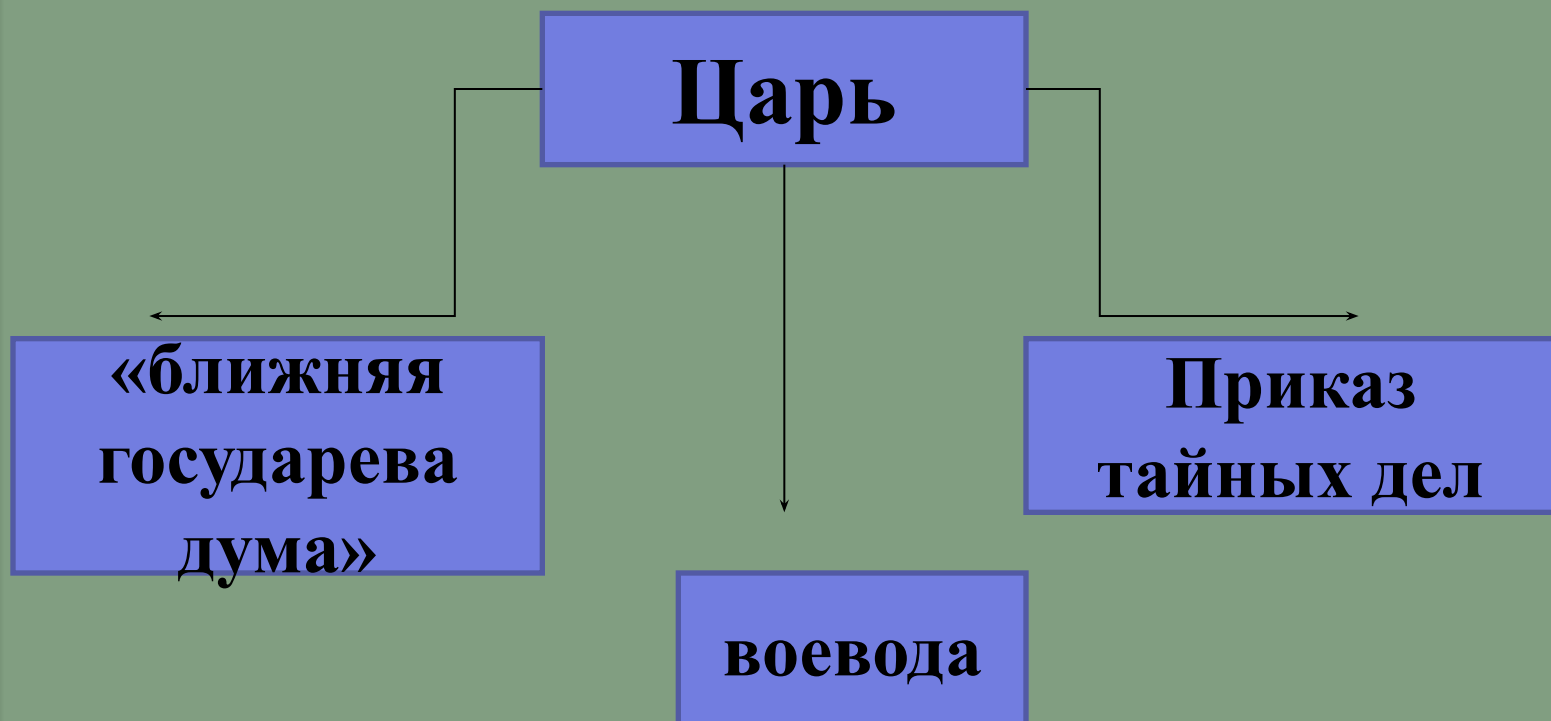 Царь
«ближняя
государева
дума»
Приказ
тайных дел
воевода